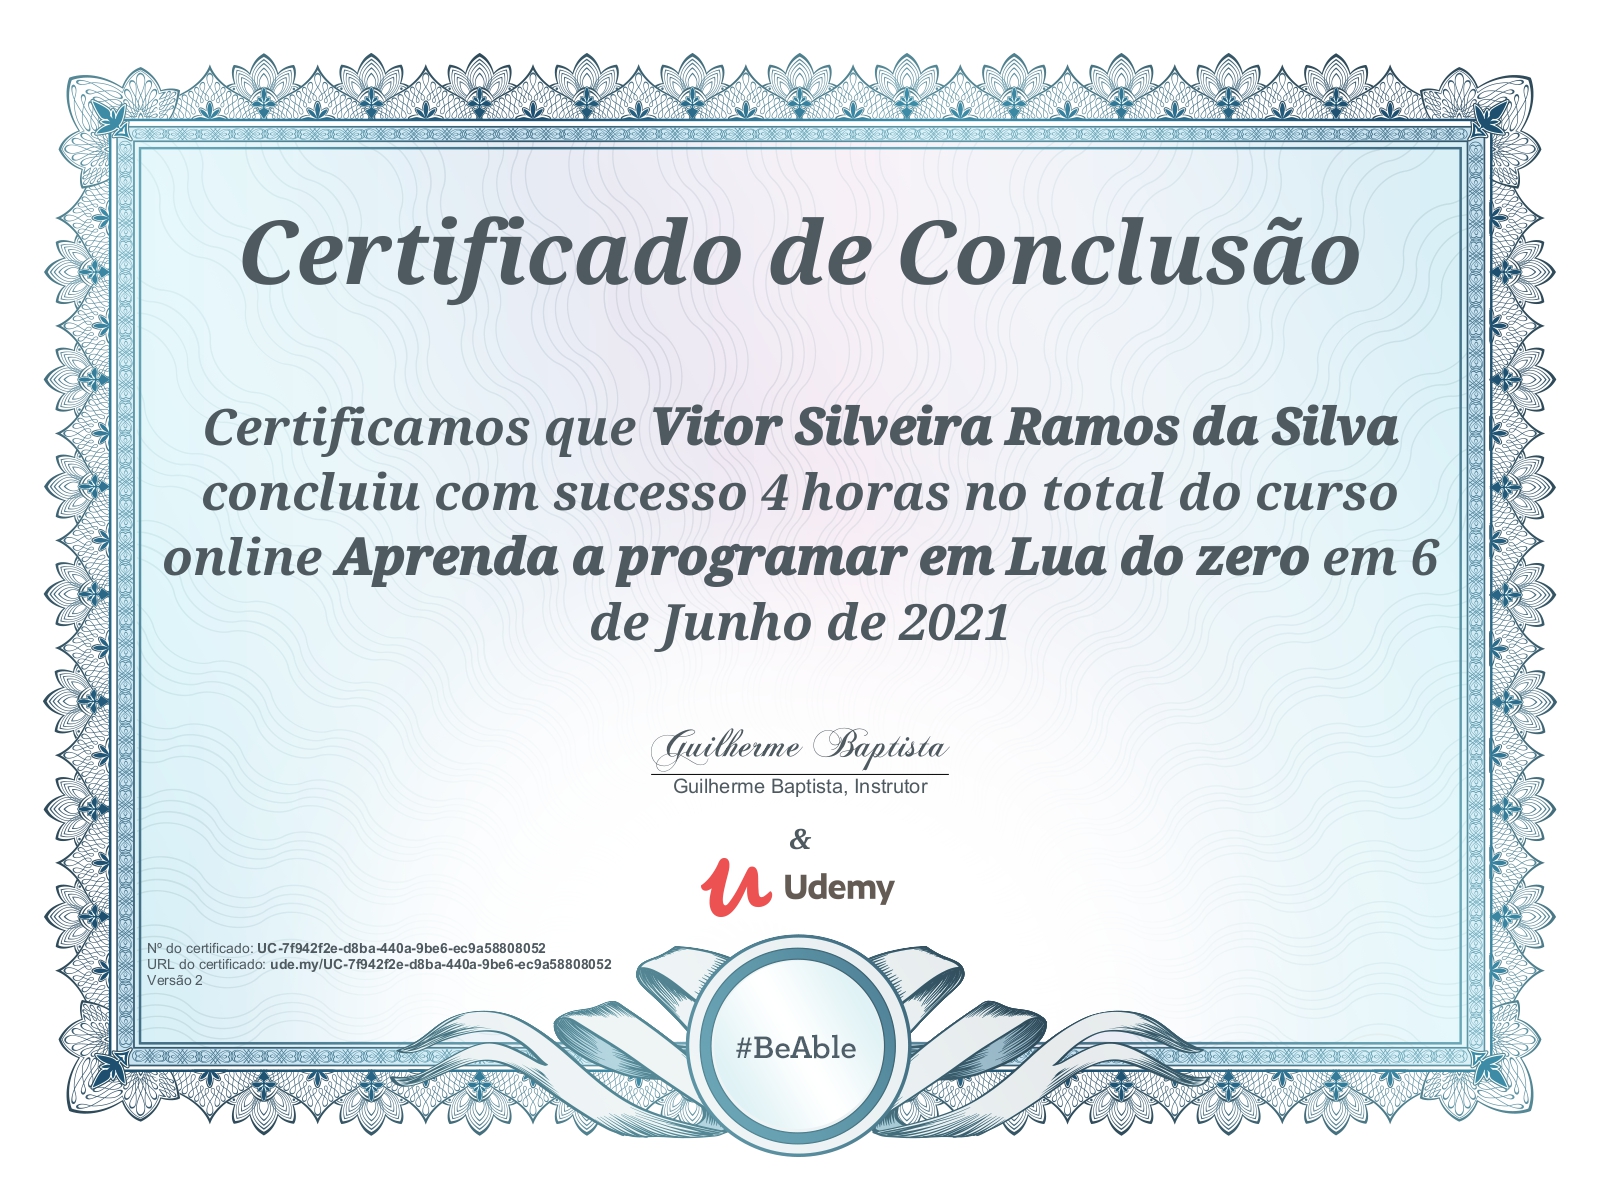 Certificado de Conclusão
Certificamos que Vitor Silveira Ramos da Silva
concluiu com sucesso 4 horas no total do curso
online Aprenda a programar em Lua do zero em 6
de Junho de 2021
Guilherme Baptista
Guilherme Baptista, Instrutor
&
Udemy
Nº do certificado: UC-7f942f2e-d8ba-440a-9be6-ec9a58808052
URL do certificado: ude.my/UC-7f942f2e-d8ba-440a-9be6-ec9a58808052
Versão 2
#BeAble